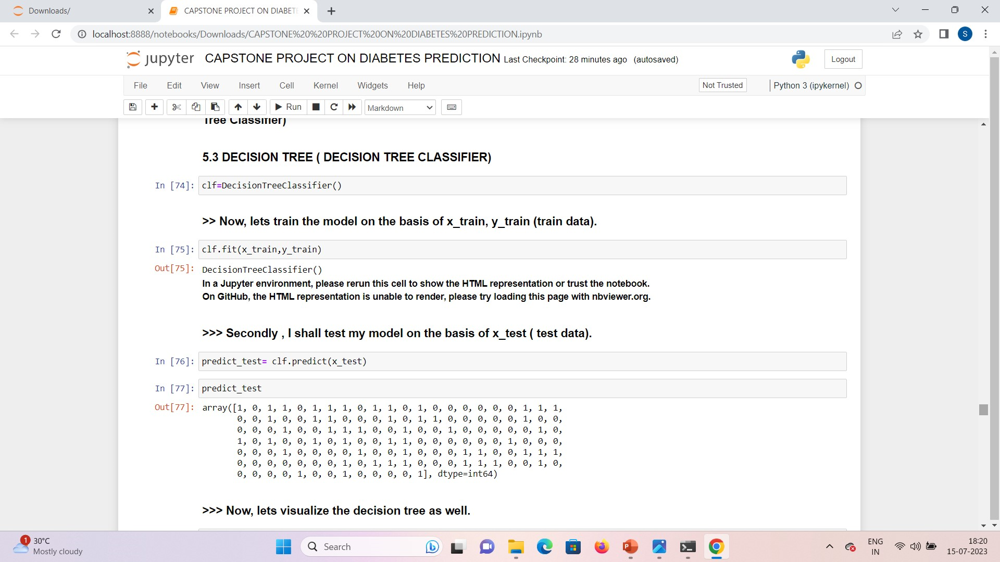 Downloads/
CAPSTONE PROJECT ON DIABET
localhost:8888/notebooks/Downloads/CAPSTONE%20%20PROJECT%20ON%20DIABETES%20PREDICTION.ipynb
S
jupyter CAPSTONE PROJECT ON DIABETES PREDICTION Last Checkpoint: 28 minutes ago (autosaved)
Logout
File Edit View Insert Cell Kernel Widgets Help
Not Trusted
Python 3 (ipykernel)
Run
Markdown
Tree Classifier)
5.3 DECISION TREE ( DECISION TREE CLASSIFIER)
In [74]: clf=DecisionTreeClassifier()
>> Now, lets train the model on the basis of x_train, y_train (train data).
In [75]: clf.fit(x_train,y_train)
Out[75]: DecisionTreeClassifier()
In a Jupyter environment, please rerun this cell to show the HTML representation or trust the notebook.
On GitHub, the HTML representation is unable to render, please try loading this page with nbviewer.org.
>>> Secondly , I shall test my model on the basis of x_test ( test data).
In [76]: predict_test= clf.predict(x_test)
In [77]: predict_test
Out[77]: array([1, 0, 1, 1, 0, 1, 1, 1, 0, 1, 1, 0, 1, 0, 0, 0, 0, 0, 0, 1, 1, 1,
0, 0, 1, 0, 0, 1, 1, 0, 0, 0, 1, 0, 1, 1, 0, 0, 0, 0, 0, 1, 0, 0,
0, 0, 0, 1, 0, 0, 1, 1, 1, 0, 0, 1, 0, 0, 1, 0, 0, 0, 0, 0, 1, 0,
1, 0, 1, 0, 0, 1, 0, 1, 0, 0, 1, 1, 0, 0, 0, 0, 0, 0, 1, 0, 0, 0,
0, 0, 0, 1, 0, 0, 0, 0, 1, 0, 0, 1, 0, 0, 0, 1, 1, 0, 0, 1, 1, 1,
0, 0, 0, 0, 0, 0, 0, 1, 0, 1, 1, 1, 0, 0, 0, 1, 1, 1, 0, 0, 1, 0,
0, 0, 0, 0, 1, 0, 0, 1, 0, 0, 0, 0, 1], dtype=int64)
>>> Now, lets visualize the decision tree as well.
1
30°C
Mostly cloudy
Search
ENG
IN
18:20
15-07-2023